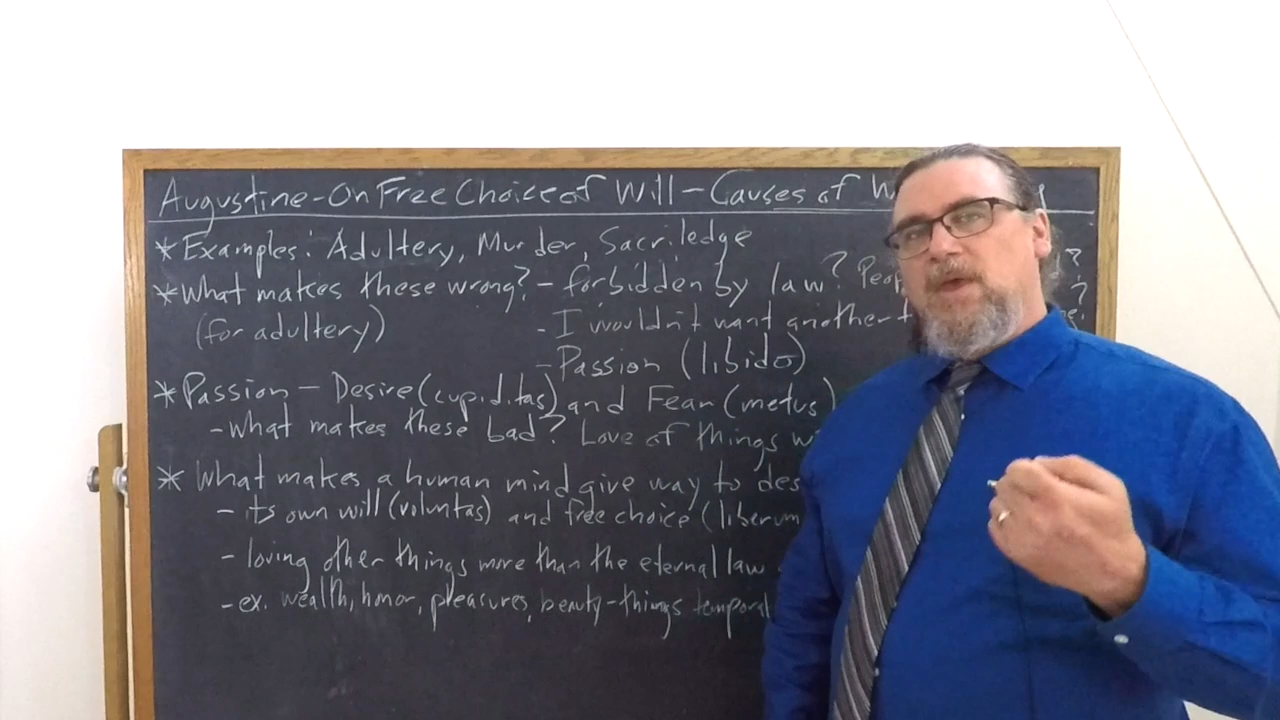 Augustine - On Free Choice of Will - Causes of
* Examples: Adultery, Murder, Sacriledge
* What makes these wrong? - forbidden by law?
(for adultery) - I wouldn't want another
- Passion (libido)
* Passion - Desire (cupiditas) and Fear (metus)
- What makes these bad? Love of things
* What makes a human mind give way to
- its own will (voluntas) and free choice (liberum
- loving other things more than the eternal law
- ex. wealth, honor, pleasures, beauty - things temporal